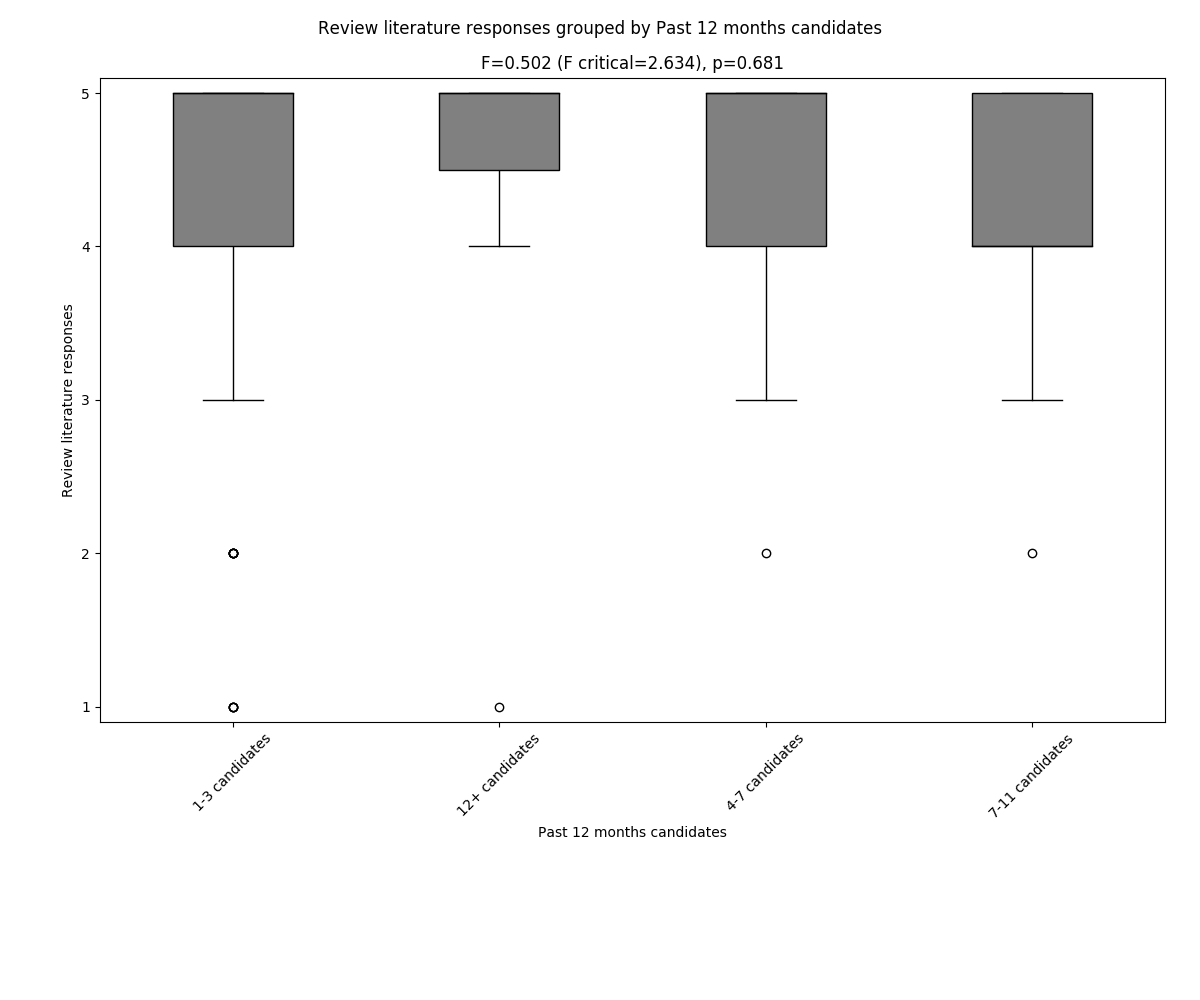 Review literature responses grouped by Past 12 months candidates
F=0.502 (F critical=2.634), p=0.681
Review literature responses
5
4
3
2
1
1-3 candidates
12+ candidates
4-7 candidates
7-11 candidates
Past 12 months candidates